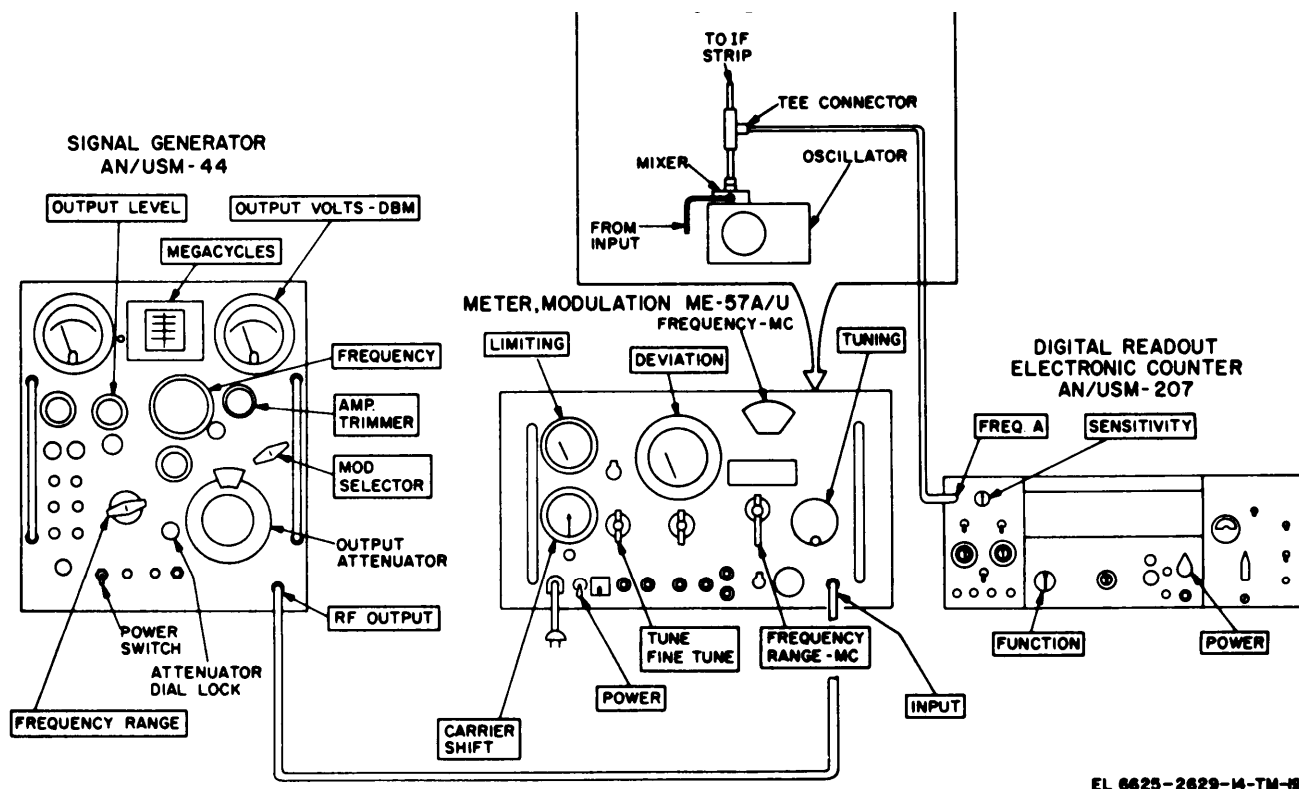 TO IF
STRIP
TEE CONNECTOR
MIXER
OSCILLATOR
FROM
INPUT
SIGNAL GENERATOR
AN/USM-44
OUTPUT LEVEL
OUTPUT VOLTS-DBM
MEGACYCLES
FREQUENCY
AMP.
TRIMMER
MOD
SELECTOR
OUTPUT
ATTENUATOR
RF OUTPUT
POWER
SWITCH
ATTENUATOR
DIAL LOCK
FREQUENCY RANGE
METER, MODULATION ME-57A/U
FREQUENCY-MC
LIMITING
DEVIATION
TUNING
TUNE
FINE TUNE
FREQUENCY
RANGE-MC
POWER
CARRIER
SHIFT
INPUT
DIGITAL READOUT
ELECTRONIC COUNTER
AN/USM-207
FREQ. A
SENSITIVITY
FUNCTION
POWER
EL 6625-2629-14-TM-